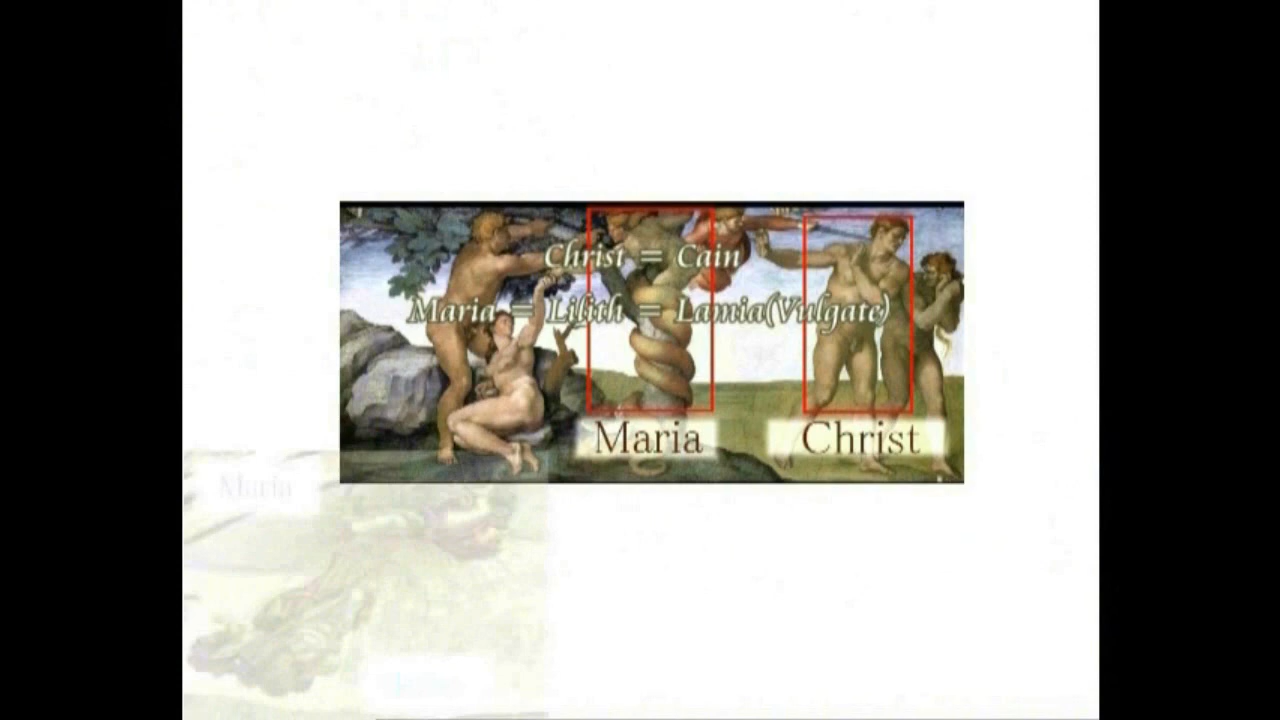 Christ = Cain
Maria = Lilith = Lamia(Vulgate)
Maria
Christ
Maria